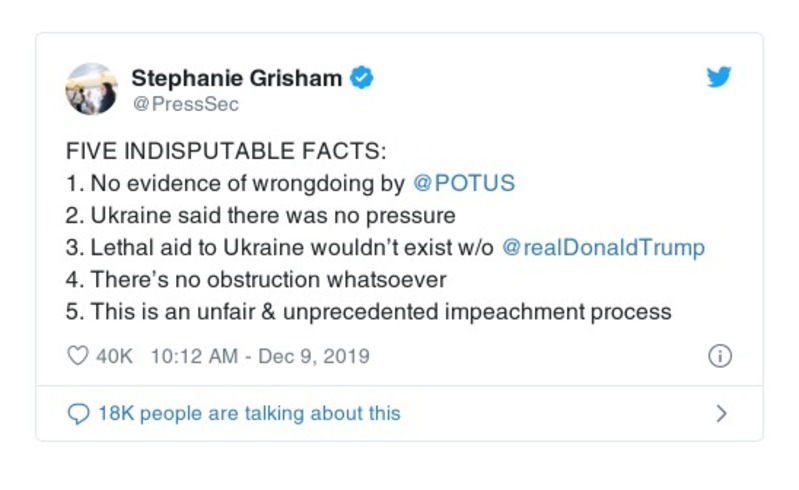 Stephanie Grisham
@PressSec
FIVE INDISPUTABLE FACTS:
1. No evidence of wrongdoing by @POTUS
2. Ukraine said there was no pressure
3. Lethal aid to Ukraine wouldn’t exist w/o @realDonaldTrump
4. There’s no obstruction whatsoever
5. This is an unfair & unprecedented impeachment process
40K 10:12 AM - Dec 9, 2019
18K people are talking about this